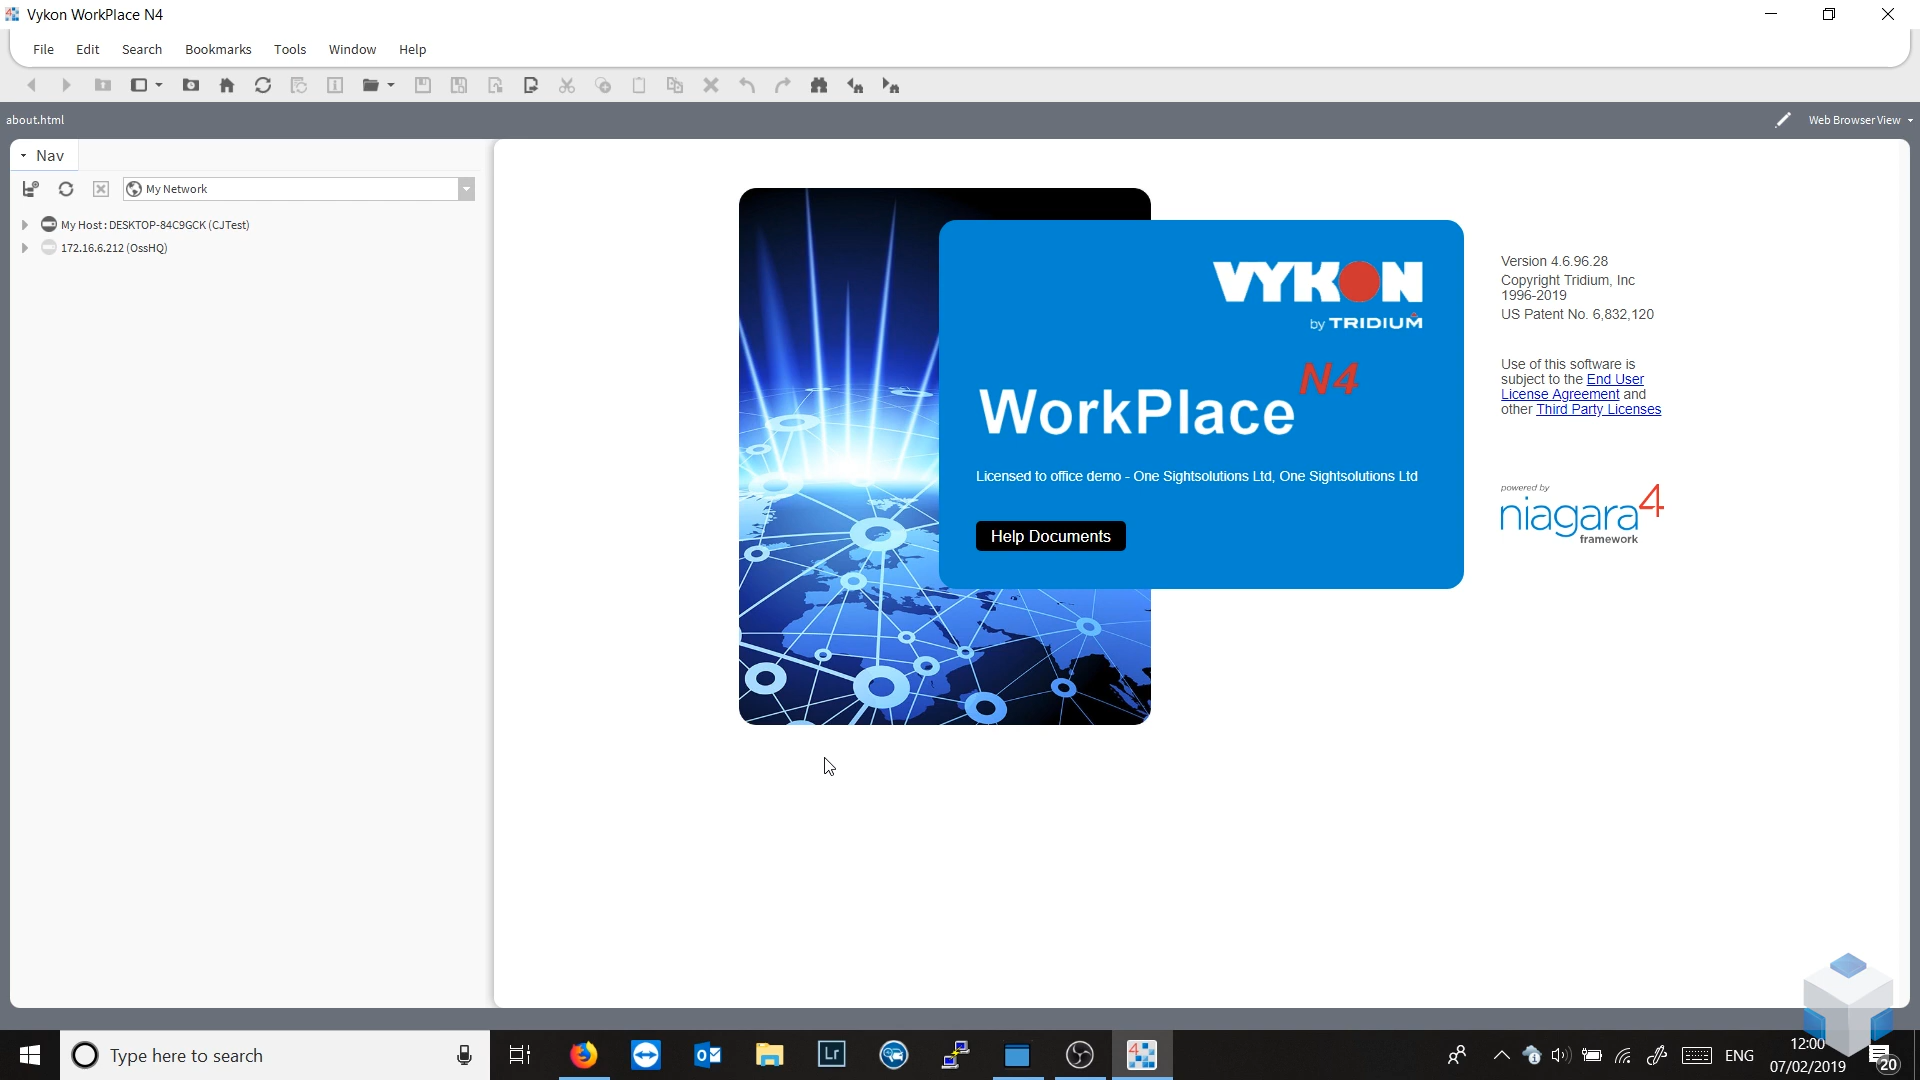 Vykon WorkPlace N4
File Edit Search Bookmarks Tools Window Help
about.html
Web Browser View
Nav
My Network
My Host : DESKTOP-84C9GCK (CJTest)
172.16.6.212 (OssHQ)
VYKON
by TRIDIUM
WorkPlace N4
Licensed to office demo - One Sightsolutions Ltd, One Sightsolutions Ltd
Help Documents
Version 4.6.96.28
Copyright Tridium, Inc
1996-2019
US Patent No. 6,832,120
Use of this software is
subject to the End User
License Agreement and
other Third Party Licenses
powered by
niagara 4
framework
Type here to search
Lr
ENG
12:00
07/02/2019
20